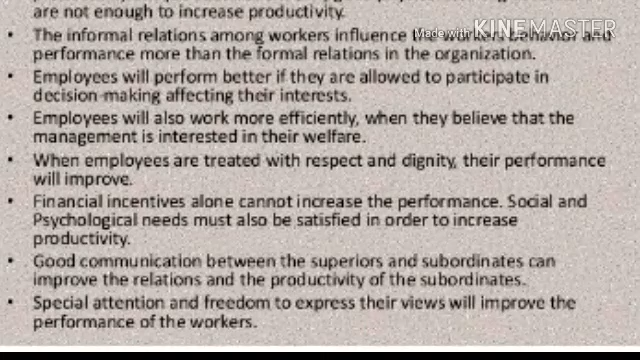 are not enough to increase productivity.
Made with KINEMASTER
• The informal relations among workers influence the behavior and
performance more than the formal relations in the organization.
• Employees will perform better if they are allowed to participate in
decision-making affecting their interests.
• Employees will also work more efficiently, when they believe that the
management is interested in their welfare.
• When employees are treated with respect and dignity, their performance
will improve.
• Financial incentives alone cannot increase the performance. Social and
Psychological needs must also be satisfied in order to increase
productivity.
• Good communication between the superiors and subordinates can
improve the relations and the productivity of the subordinates.
• Special attention and freedom to express their views will improve the
performance of the workers.